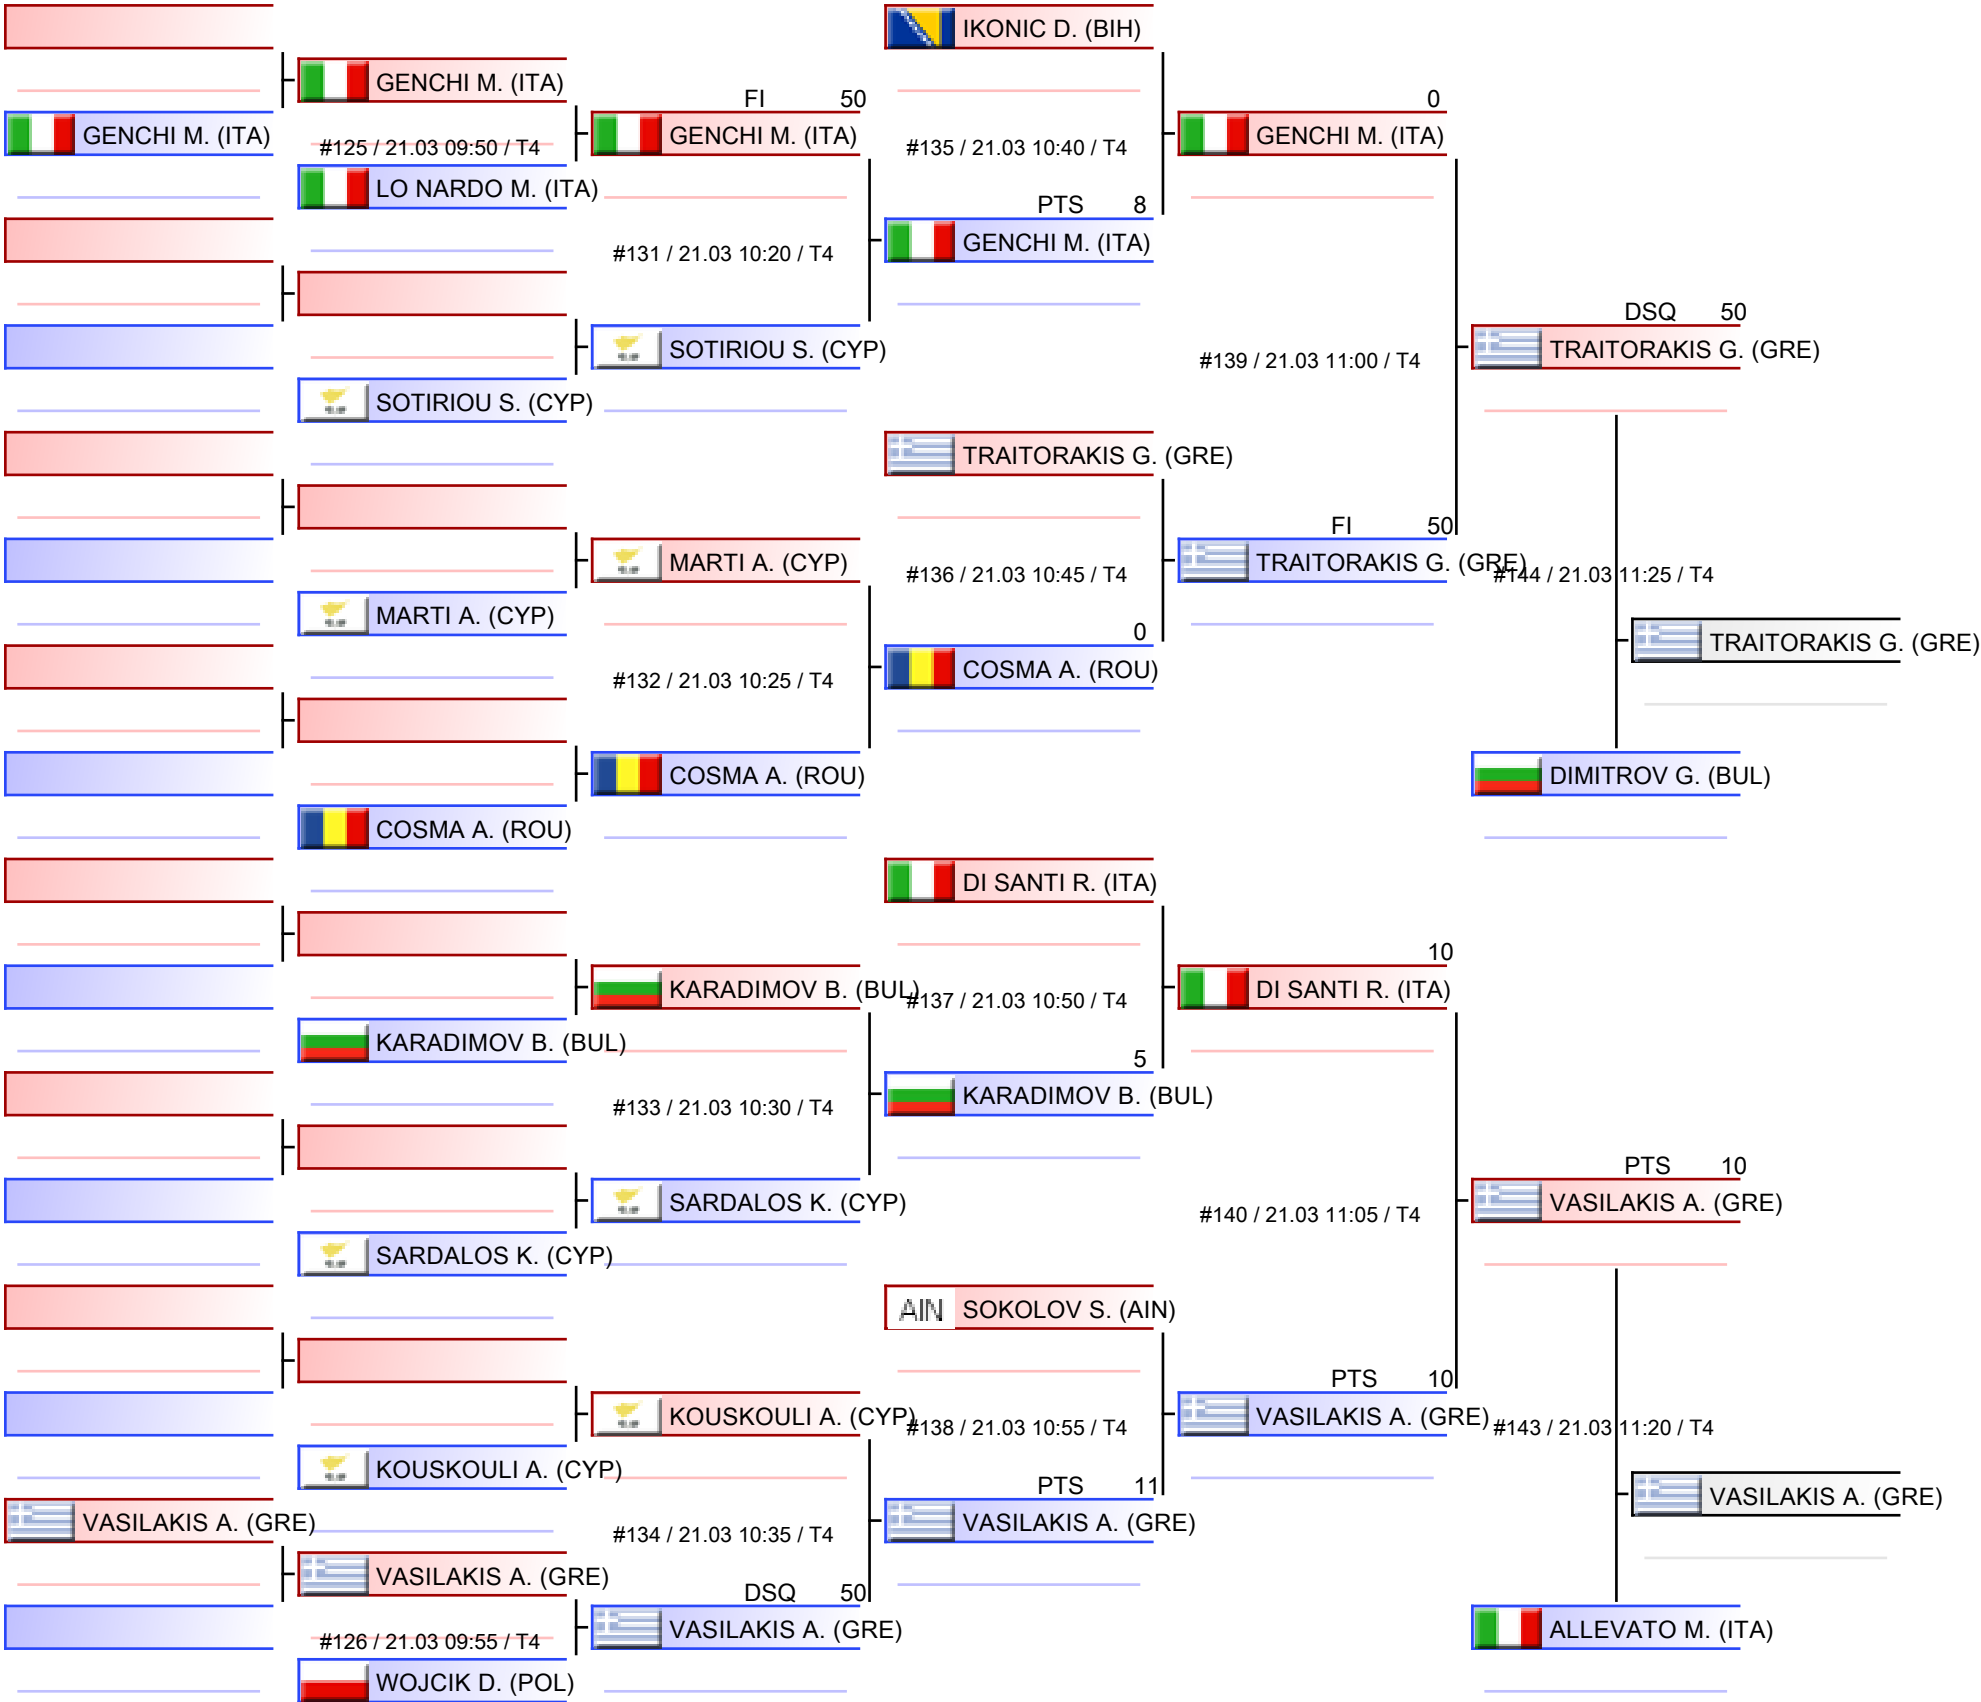 IKONIC D. (BIH)
GENCHI M. (ITA)
FI 50
0
GENCHI M. (ITA)
#125 / 21.03 09:50 / T4
GENCHI M. (ITA)
#135 / 21.03 10:40 / T4
GENCHI M. (ITA)
LO NARDO M. (ITA)
PTS 8
#131 / 21.03 10:20 / T4
GENCHI M. (ITA)
DSQ 50
SOTIRIOU S. (CYP)
#139 / 21.03 11:00 / T4
TRAITORAKIS G. (GRE)
SOTIRIOU S. (CYP)
TRAITORAKIS G. (GRE)
FI 50
MARTI A. (CYP)
#136 / 21.03 10:45 / T4
TRAITORAKIS G. (GRE)
#144 / 21.03 11:25 / T4
MARTI A. (CYP)
0
TRAITORAKIS G. (GRE)
#132 / 21.03 10:25 / T4
COSMA A. (ROU)
COSMA A. (ROU)
DIMITROV G. (BUL)
COSMA A. (ROU)
DI SANTI R. (ITA)
10
KARADIMOV B. (BUL)
#137 / 21.03 10:50 / T4
DI SANTI R. (ITA)
KARADIMOV B. (BUL)
5
#133 / 21.03 10:30 / T4
KARADIMOV B. (BUL)
PTS 10
SARDALOS K. (CYP)
#140 / 21.03 11:05 / T4
VASILAKIS A. (GRE)
SARDALOS K. (CYP)
AIN SOKOLOV S. (AIN)
PTS 10
KOUSKOULI A. (CYP)
#138 / 21.03 10:55 / T4
VASILAKIS A. (GRE)
#143 / 21.03 11:20 / T4
KOUSKOULI A. (CYP)
PTS 11
VASILAKIS A. (GRE)
VASILAKIS A. (GRE)
#134 / 21.03 10:35 / T4
VASILAKIS A. (GRE)
VASILAKIS A. (GRE)
DSQ 50
#126 / 21.03 09:55 / T4
VASILAKIS A. (GRE)
ALLEVATO M. (ITA)
WOJCIK D. (POL)